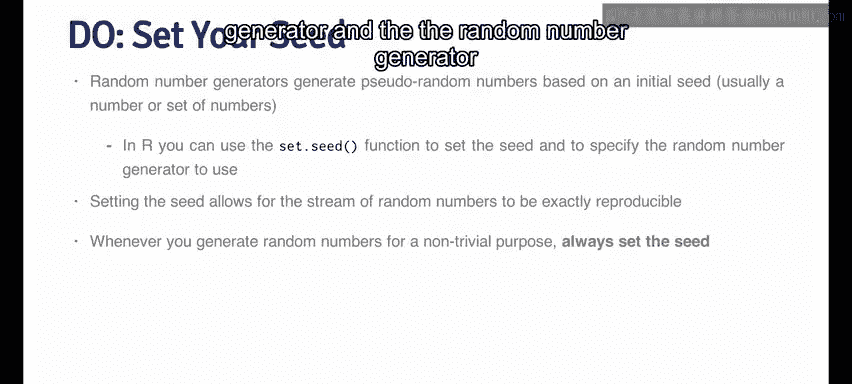 DO: Set Your Seed
generator and the the random number
generator
· Random number generators generate pseudo-random numbers based on an initial seed (usually a
number or set of numbers)
- In R you can use the set.seed() function to set the seed and to specify the random number
generator to use
· Setting the seed allows for the stream of random numbers to be exactly reproducible
· Whenever you generate random numbers for a non-trivial purpose, always set the seed